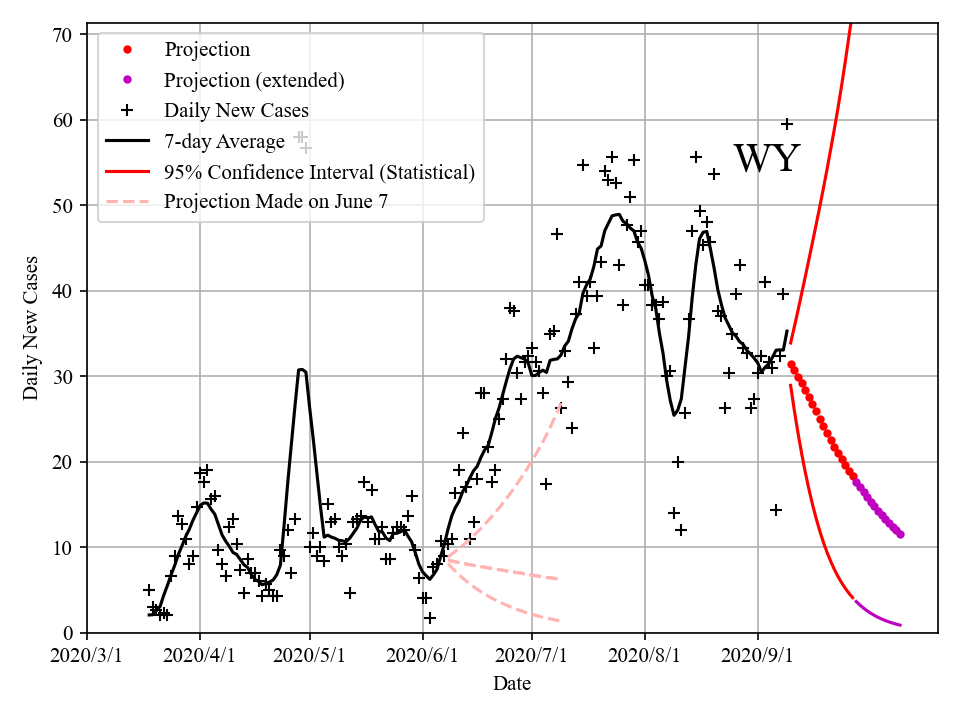 Projection
Projection (extended)
Daily New Cases
7-day Average
95% Confidence Interval (Statistical)
Projection Made on June 7
WY
Daily New Cases
70
60
50
40
30
20
10
0
2020/3/1 2020/4/1 2020/5/1 2020/6/1 2020/7/1 2020/8/1 2020/9/1
Date